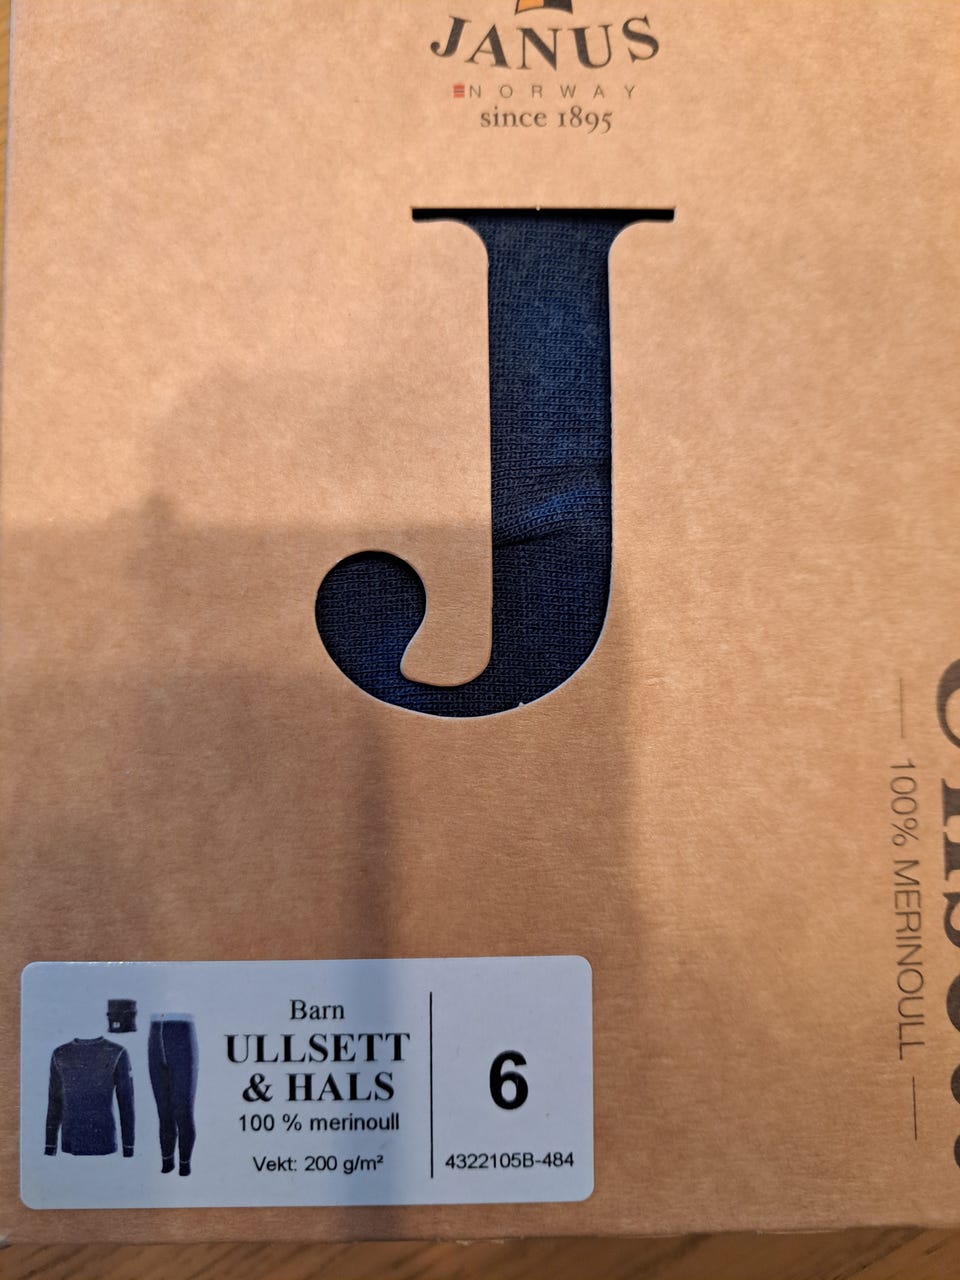 JANUS
NORWAY
since 1895
J
100% MERINOULL
Barn
ULLSETT
& HALS
100 % merinoull
Vekt: 200 g/m²
6
4322105B-484